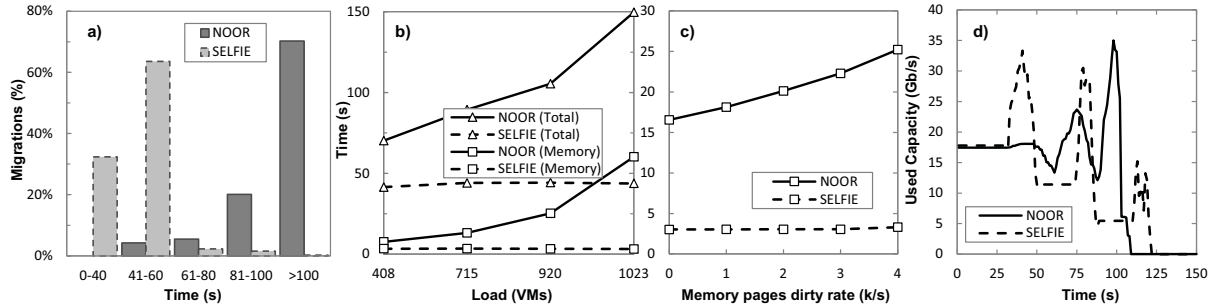 a)
80%
60%
40%
20%
0%
Migrations (%)
NOOR
SELFIE
0-40 41-60 61-80 81-100 >100
Time (s)
b)
150
100
50
0
Time (s)
NOOR (Total)
SELFIE (Total)
NOOR (Memory)
SELFIE (Memory)
408 715 920 1023
Load (VMs)
c)
30
25
20
15
10
5
0
NOOR
SELFIE
0 1 2 3 4
Memory pages dirty rate (k/s)
d)
40
35
30
25
20
15
10
5
0
Used Capacity (Gb/s)
NOOR
SELFIE
0 25 50 75 100 125 150
Time (s)